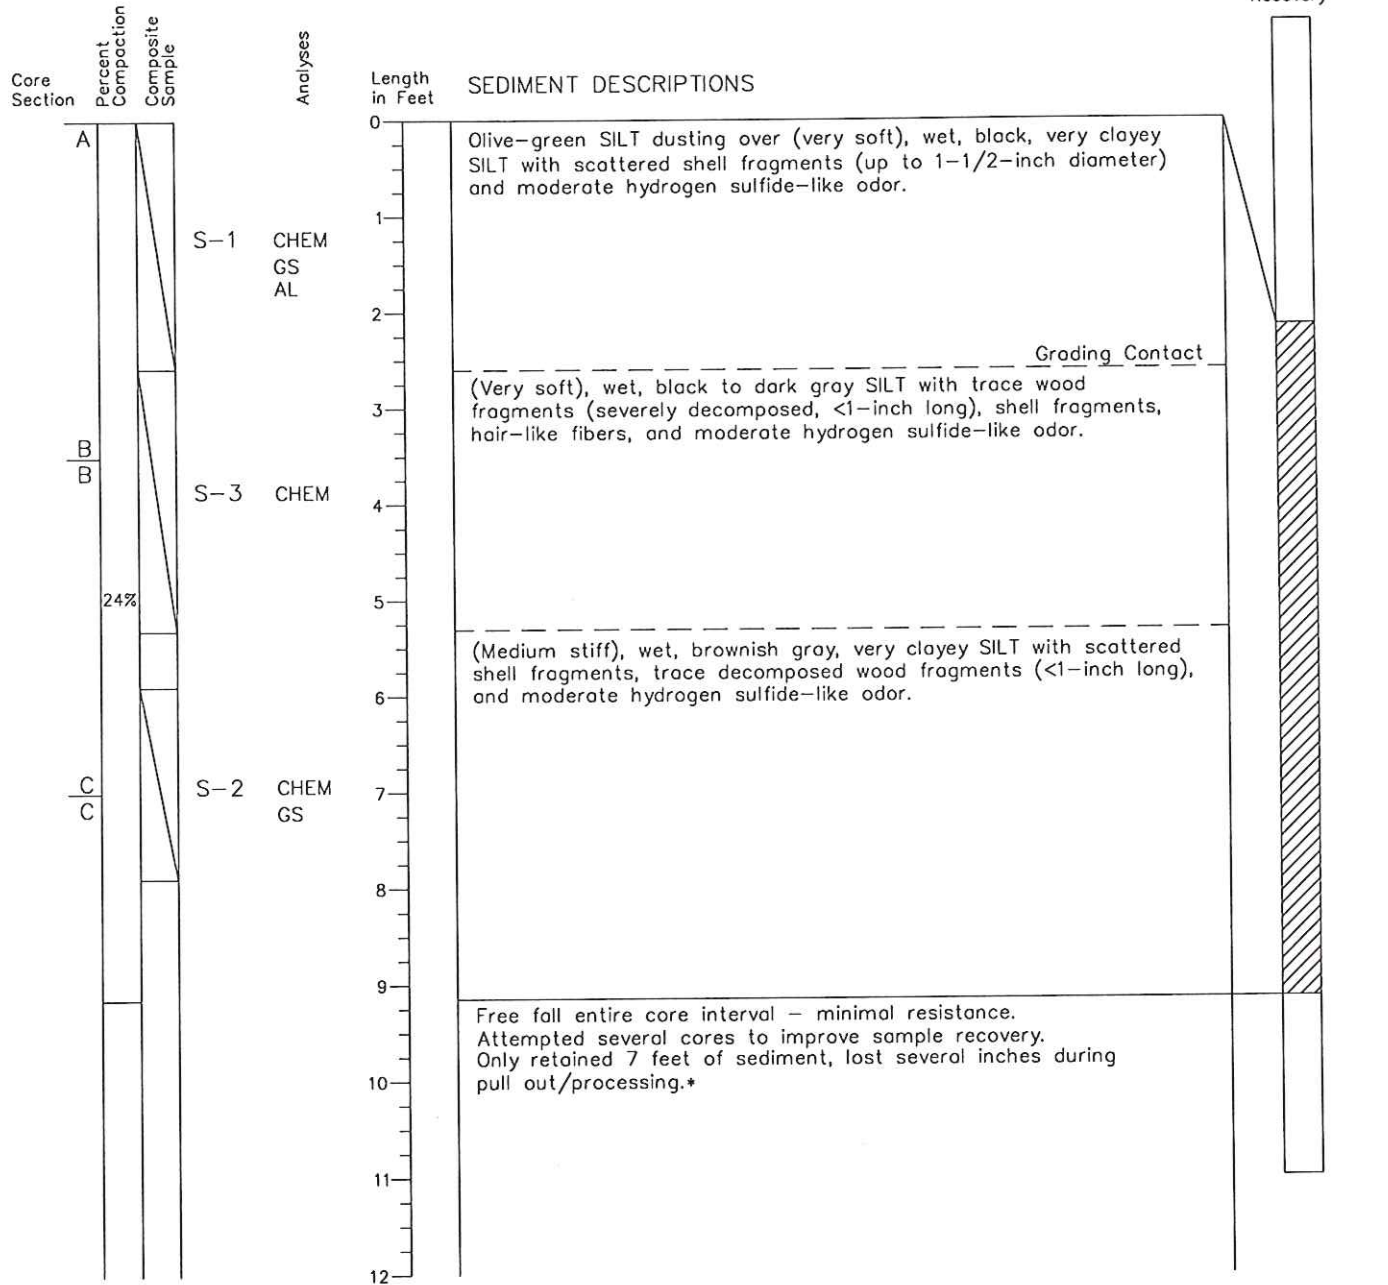 Recovery
Core
Section
Percent
Compaction
Composite
Sample
Analyses
Length
in Feet
SEDIMENT DESCRIPTIONS
0
A
Olive-green SILT dusting over (very soft), wet, black, very clayey
SILT with scattered shell fragments (up to 1-1/2-inch diameter)
and moderate hydrogen sulfide-like odor.
1
S-1
CHEM
GS
AL
2
Grading Contact
(Very soft), wet, black to dark gray SILT with trace wood
fragments (severely decomposed, <1-inch long), shell fragments,
hair-like fibers, and moderate hydrogen sulfide-like odor.
3
B
B
S-3
CHEM
4
24%
5
(Medium stiff), wet, brownish gray, very clayey SILT with scattered
shell fragments, trace decomposed wood fragments (<1-inch long),
and moderate hydrogen sulfide-like odor.
6
C
C
S-2
CHEM
GS
7
8
9
Free fall entire core interval - minimal resistance.
Attempted several cores to improve sample recovery.
Only retained 7 feet of sediment, lost several inches during
pull out/processing.*
10
11
12